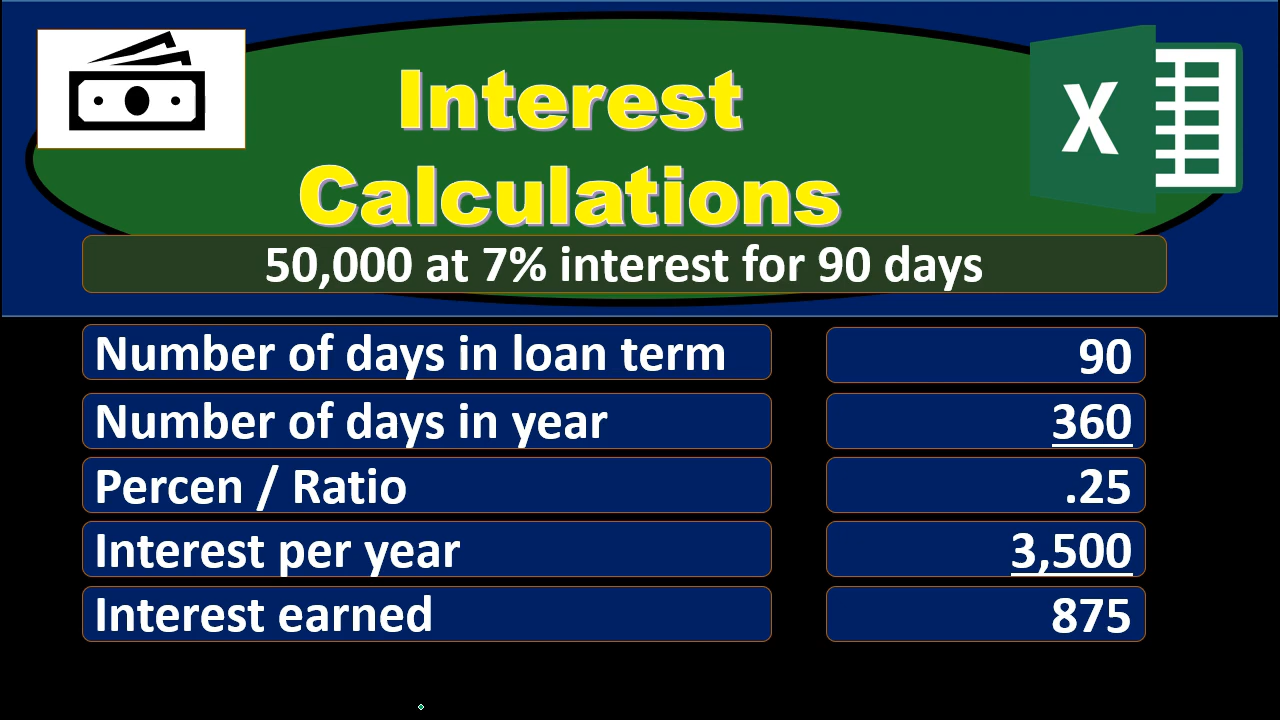 Interest
Calculations
X
50,000 at 7% interest for 90 days
Number of days in loan term 90
Number of days in year 360
Percen / Ratio .25
Interest per year 3,500
Interest earned 875